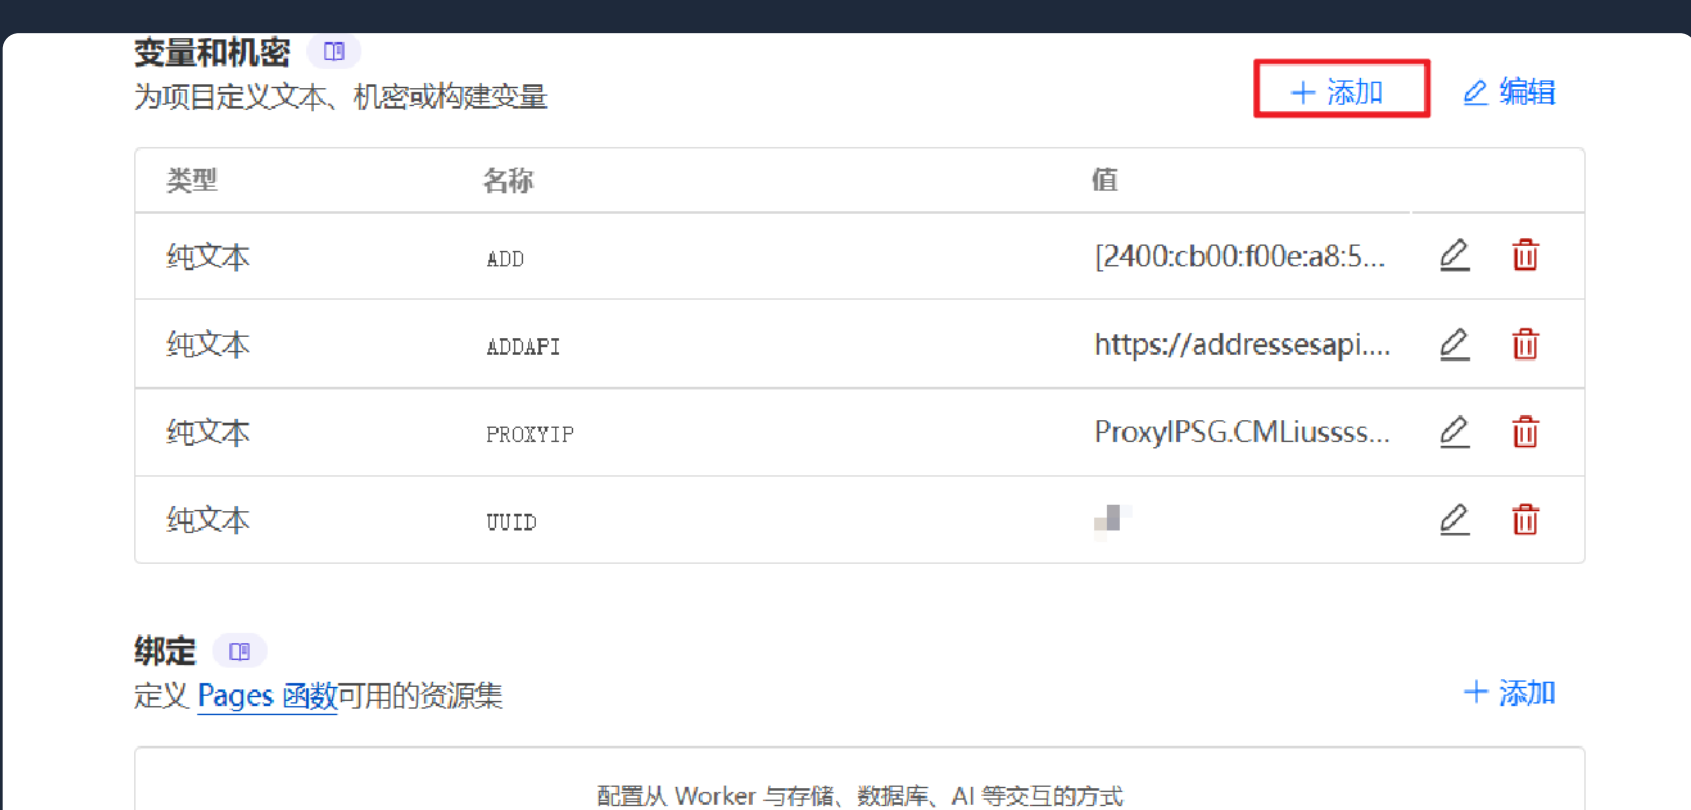 变量和机密
为项目定义文本、机密或构建变量
添加 编辑
类型 名称 值
纯文本 ADD [2400:cb00:f00e:a8:5...
纯文本 ADDAPI https://addressesapi....
纯文本 PROXYIP ProxyIPSG.CMLiussss...
纯文本 UUID
绑定
定义 Pages 函数可用的资源集
添加
配置从 Worker 与存储、数据库、AI 等交互的方式